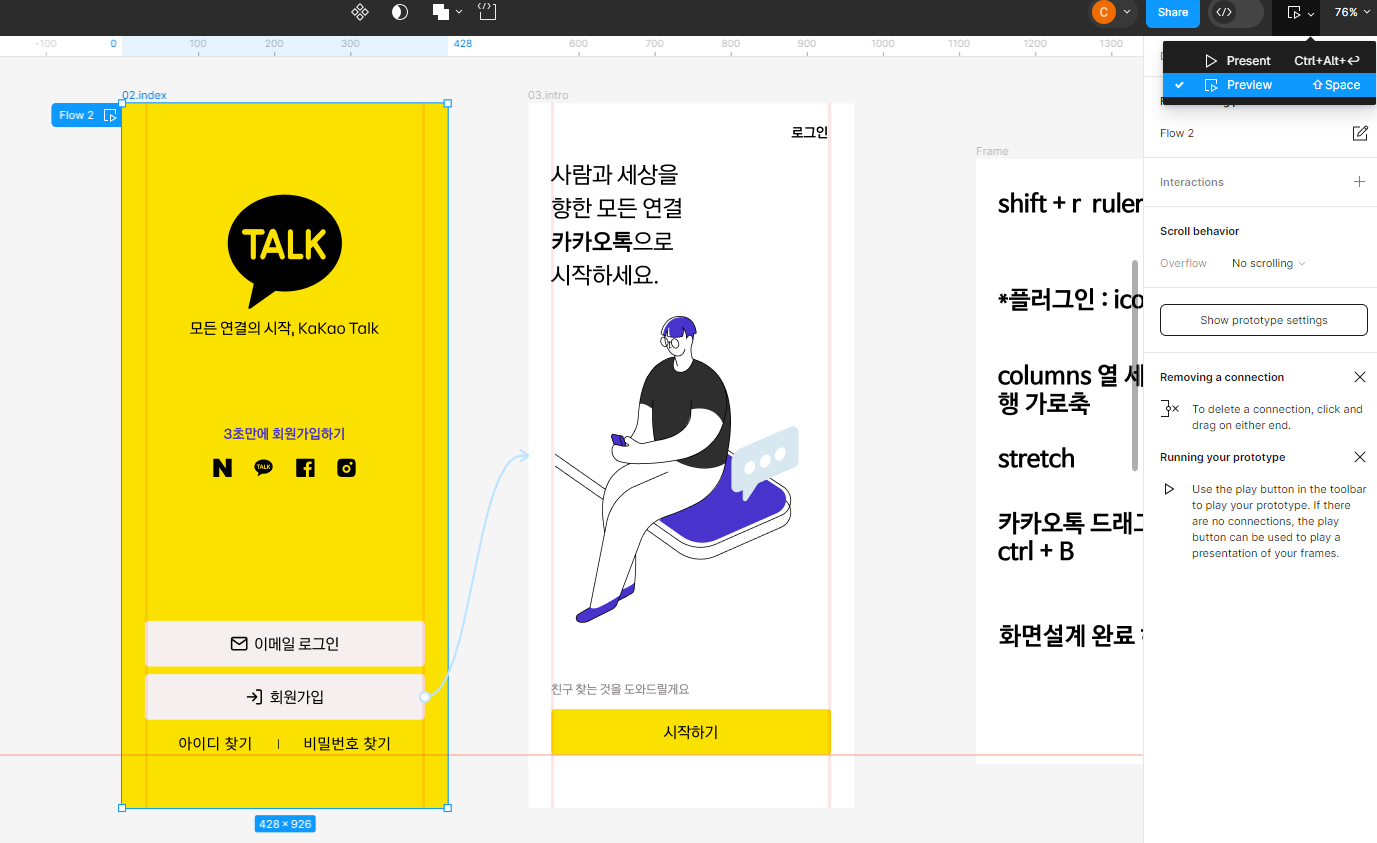 C
Share
76%
-100
0
100
200
300
428
600
700
800
900
1000
1100
1200
1300
Present Ctrl+Alt+↩
Preview ⇧Space
Flow 2
Interactions
Scroll behavior
Overflow No scrolling
Show prototype settings
Removing a connection
To delete a connection, click and
drag on either end.
Running your prototype
Use the play button in the toolbar
to play your prototype. If there
are no connections, the play
button can be used to play a
presentation of your frames.
02.index
Flow 2
TALK
모든 연결의 시작, KaKao Talk
3초만에 회원가입하기
N
TALK
이메일 로그인
회원가입
아이디 찾기 | 비밀번호 찾기
428 × 926
03.intro
로그인
사람과 세상을
향한 모든 연결
카카오톡으로
시작하세요.
친구 찾는 것을 도와드릴게요
시작하기
Frame
shift + r ruler
*플러그인 : ico
columns 열 세
행 가로축
stretch
카카오톡 드래그
ctrl + B
화면설계 완료